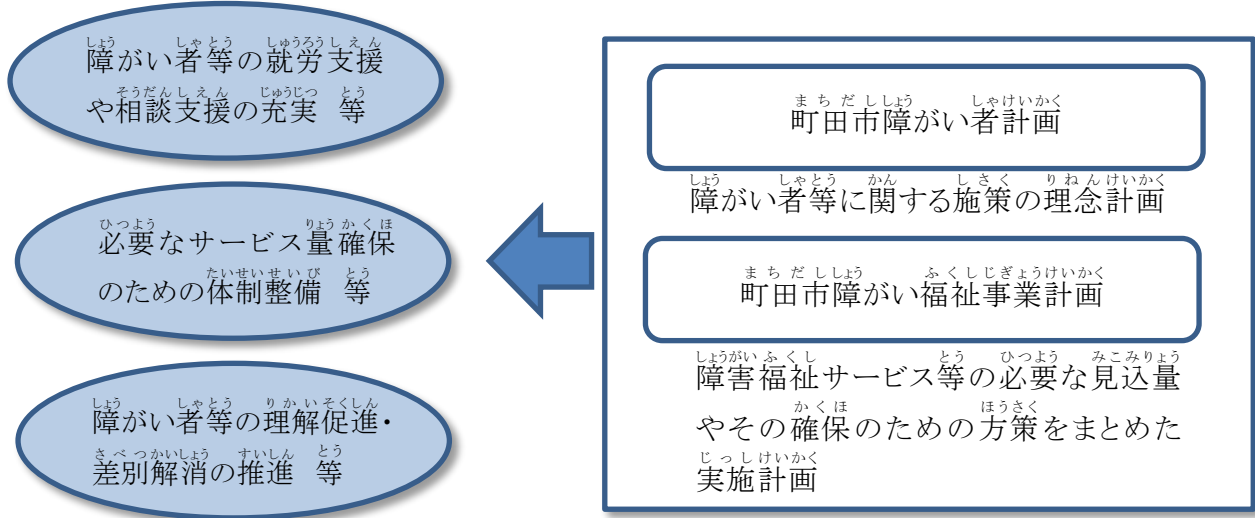 障がい者等の就労支援
や相談支援の充実 等
必要なサービス量確保
のための体制整備 等
障がい者等の理解促進・
差別解消の推進 等
町田市障がい者計画
障がい者等に関する施策の理念計画
町田市障がい福祉事業計画
障害福祉サービス等の必要な見込量
やその確保のための方策をまとめた
実施計画